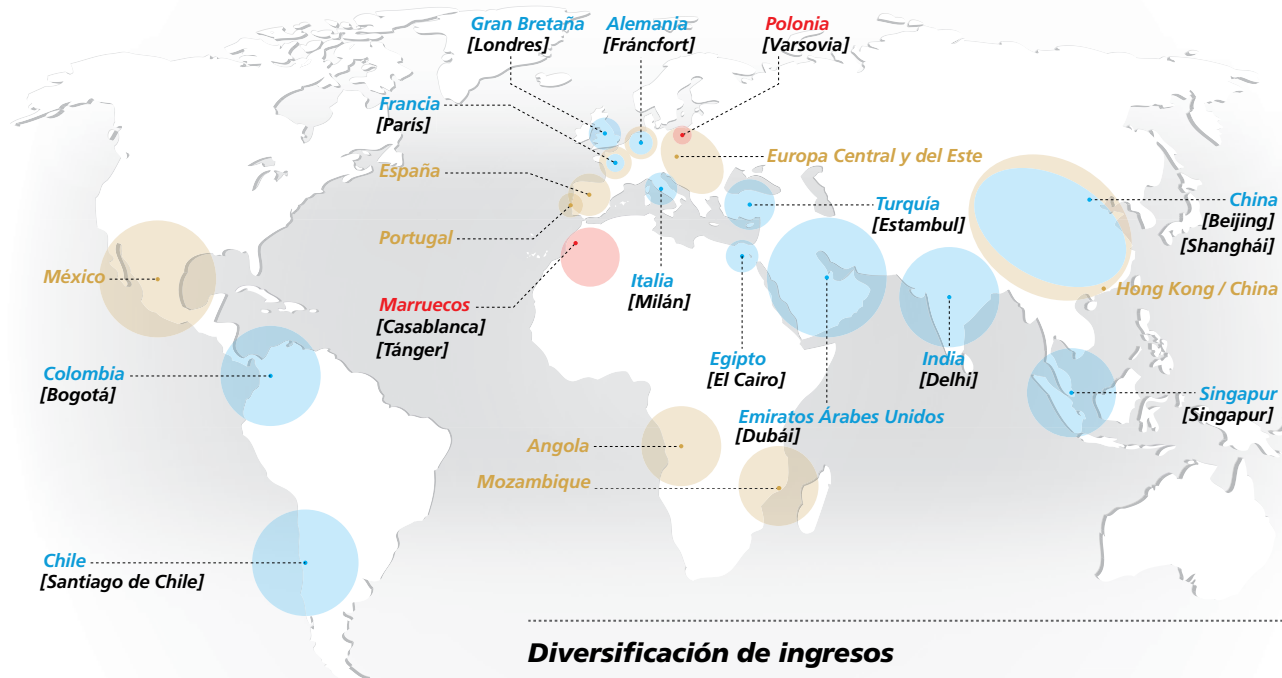 Gran Bretaña
[Londres]
Alemania
[Fráncfort]
Polonia
[Varsovia]
Francia
[París]
España
Portugal
Europa Central y del Este
Turquía
[Estambul]
China
[Beijing]
[Shanghái]
México
Marruecos
[Casablanca]
[Tánger]
Italia
[Milán]
Hong Kong / China
Colombia
[Bogotá]
Egipto
[El Cairo]
India
[Delhi]
Singapur
[Singapur]
Emiratos Árabes Unidos
[Dubái]
Angola
Mozambique
Chile
[Santiago de Chile]
Diversificación de ingresos